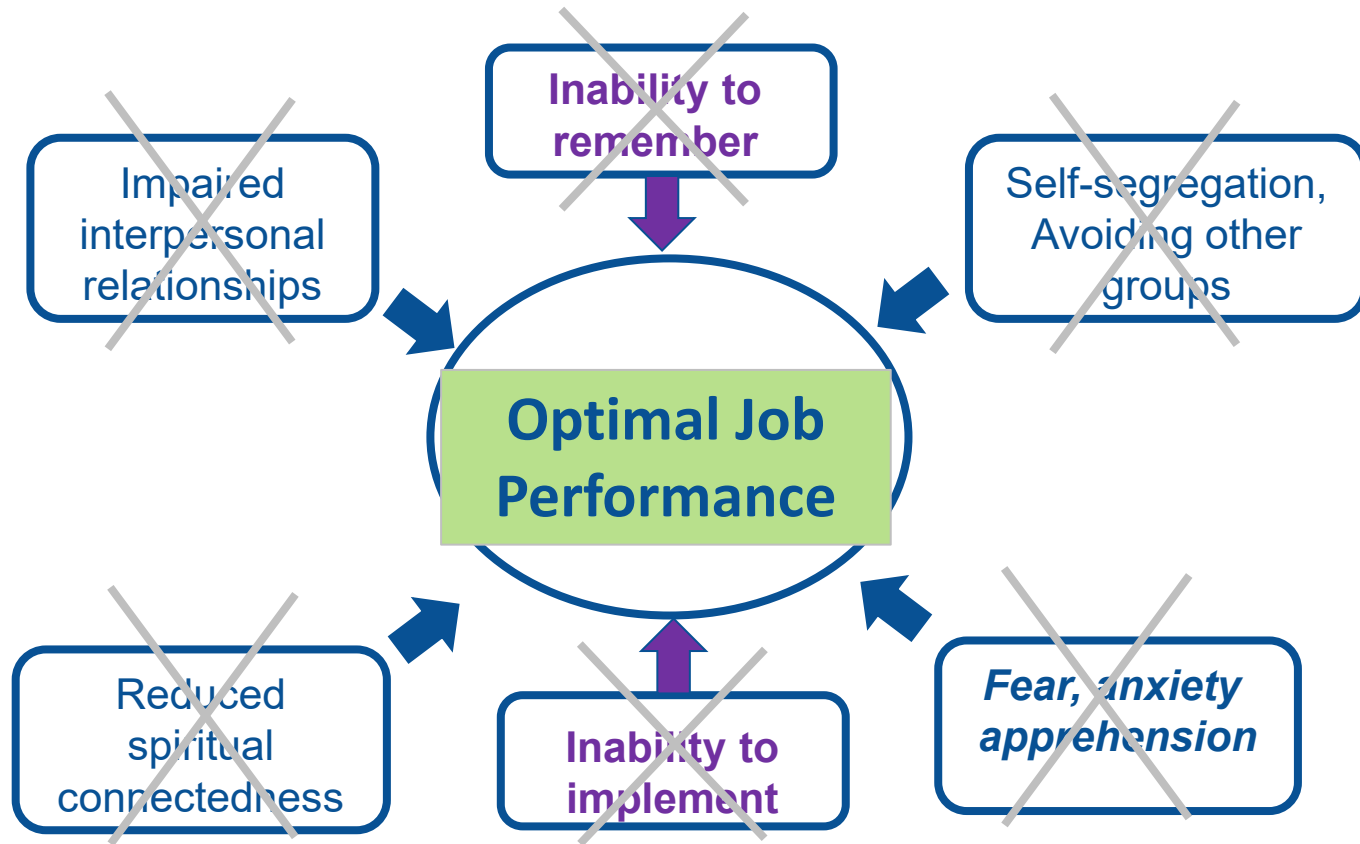 Inability to
remember
Impaired
interpersonal
relationships
Self-segregation,
Avoiding other
groups
Optimal Job
Performance
Reduced
spiritual
connectedness
Inability to
implement
Fear, anxiety
apprehension